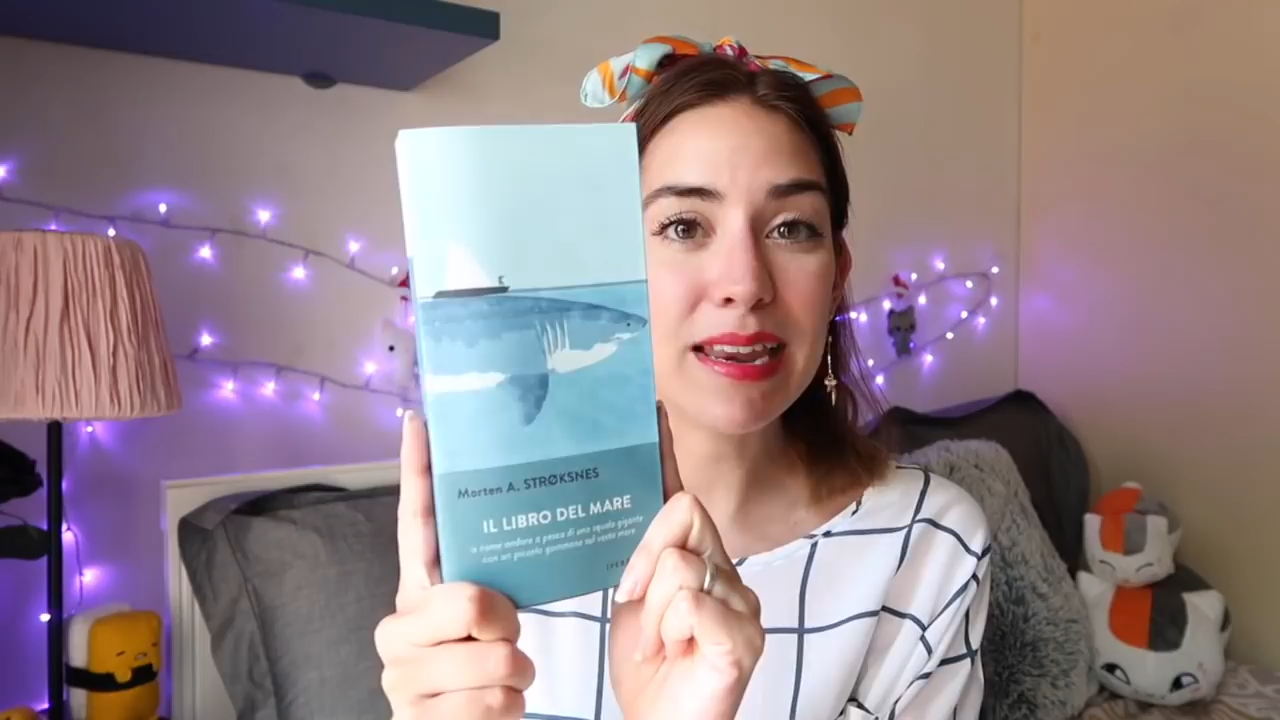 Morten A. STRØKSNES
IL LIBRO DEL MARE
o come andare a pesca di uno squalo gigante
con un piccolo gommone sul vasto mare